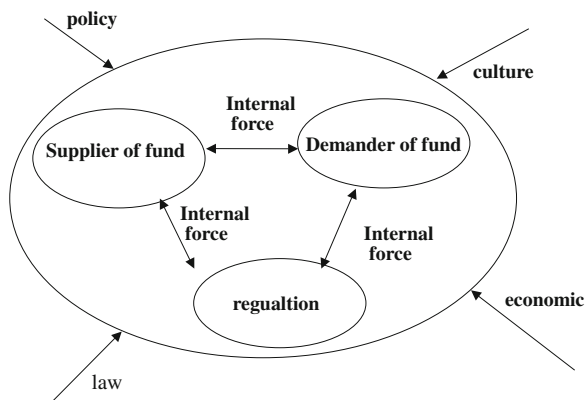 policy
culture
Internal
force
Supplier of fund
Demander of fund
Internal
force
Internal
force
regualtion
economic
law